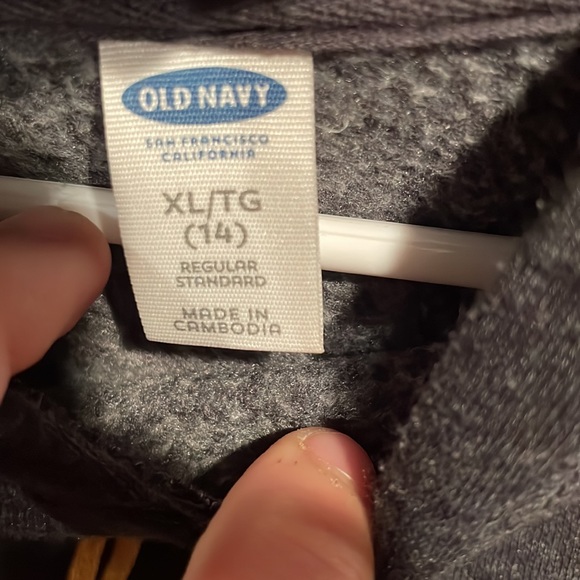 OLD NAVY
SAN FRANCISCO
CALIFORNIA
XL/TG
(14)
REGULAR
STANDARD
MADE IN
CAMBODIA